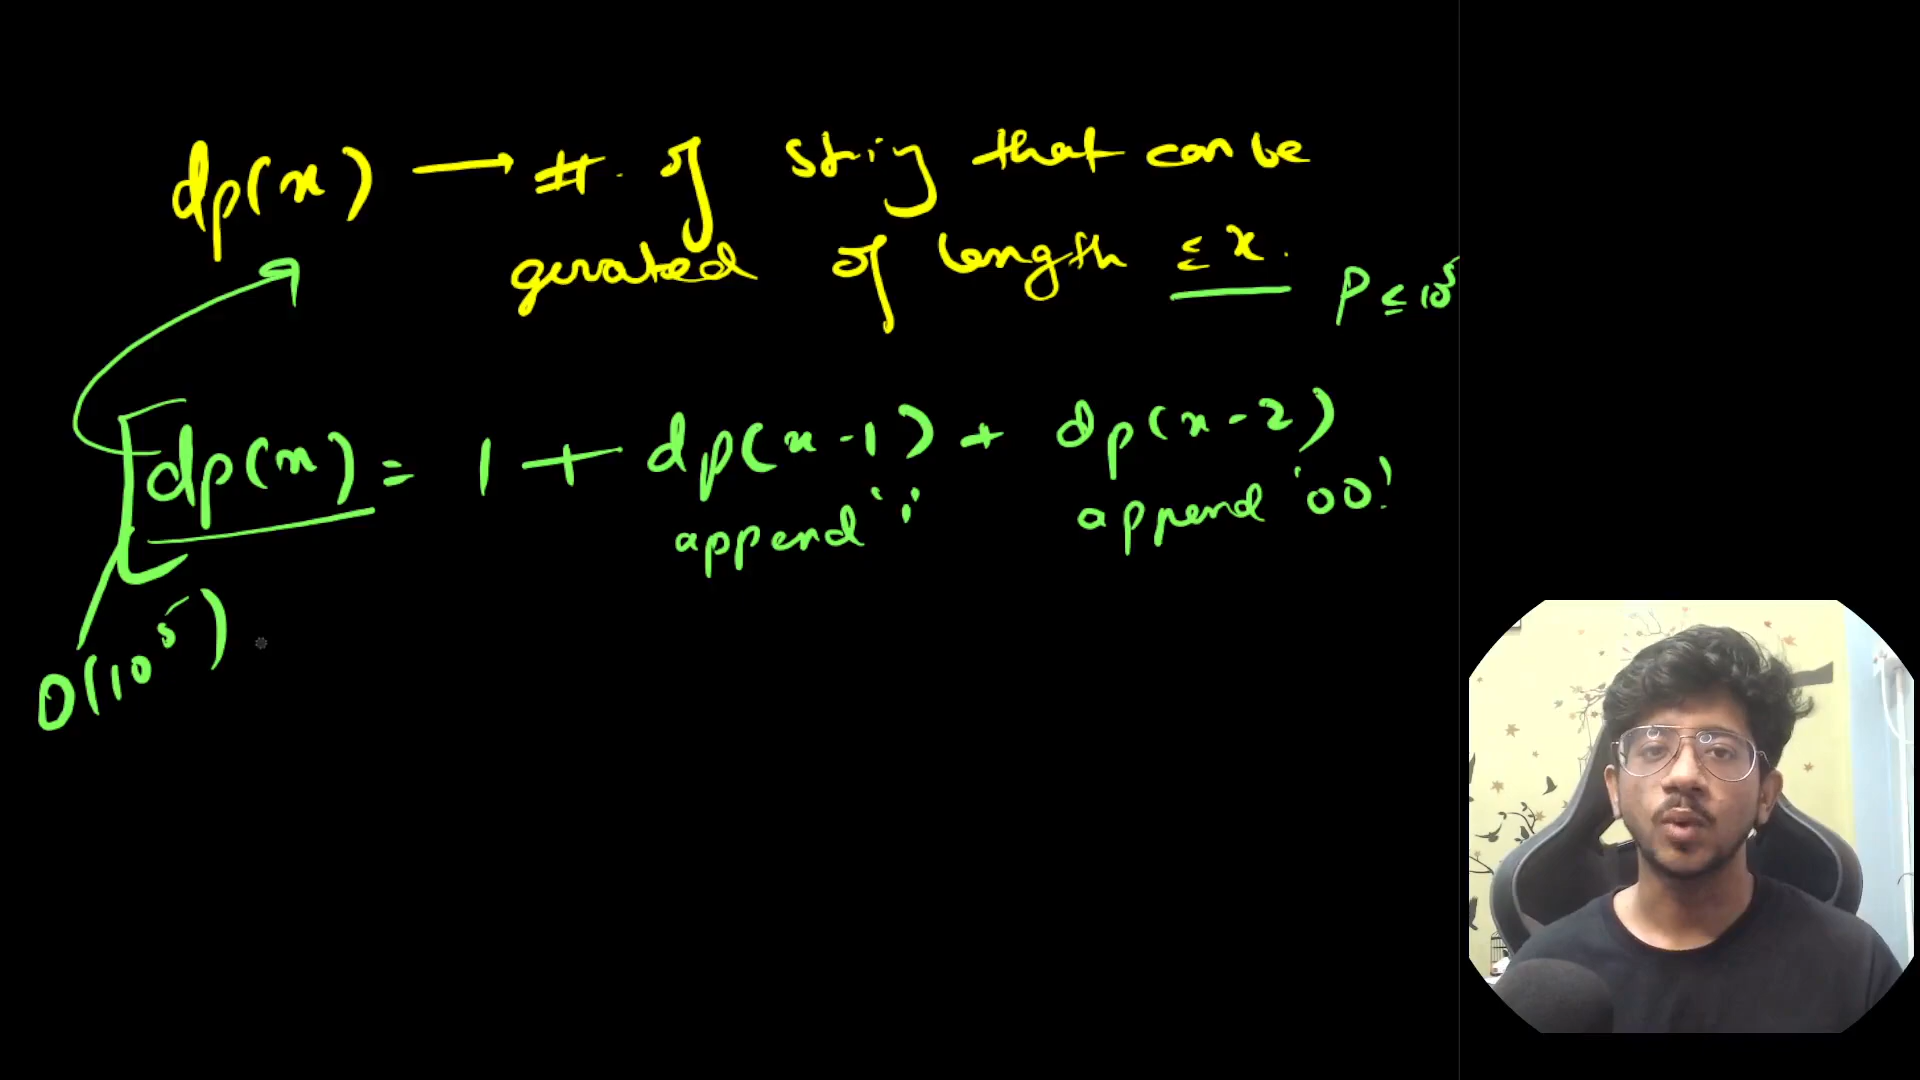 dp(x) → #. of string that can be
generated of length ≤ x.
P ≤ 10⁵
dp(x) = 1 + dp(x-1) + dp(x-2)
append '1' append '00'
O(10⁵)